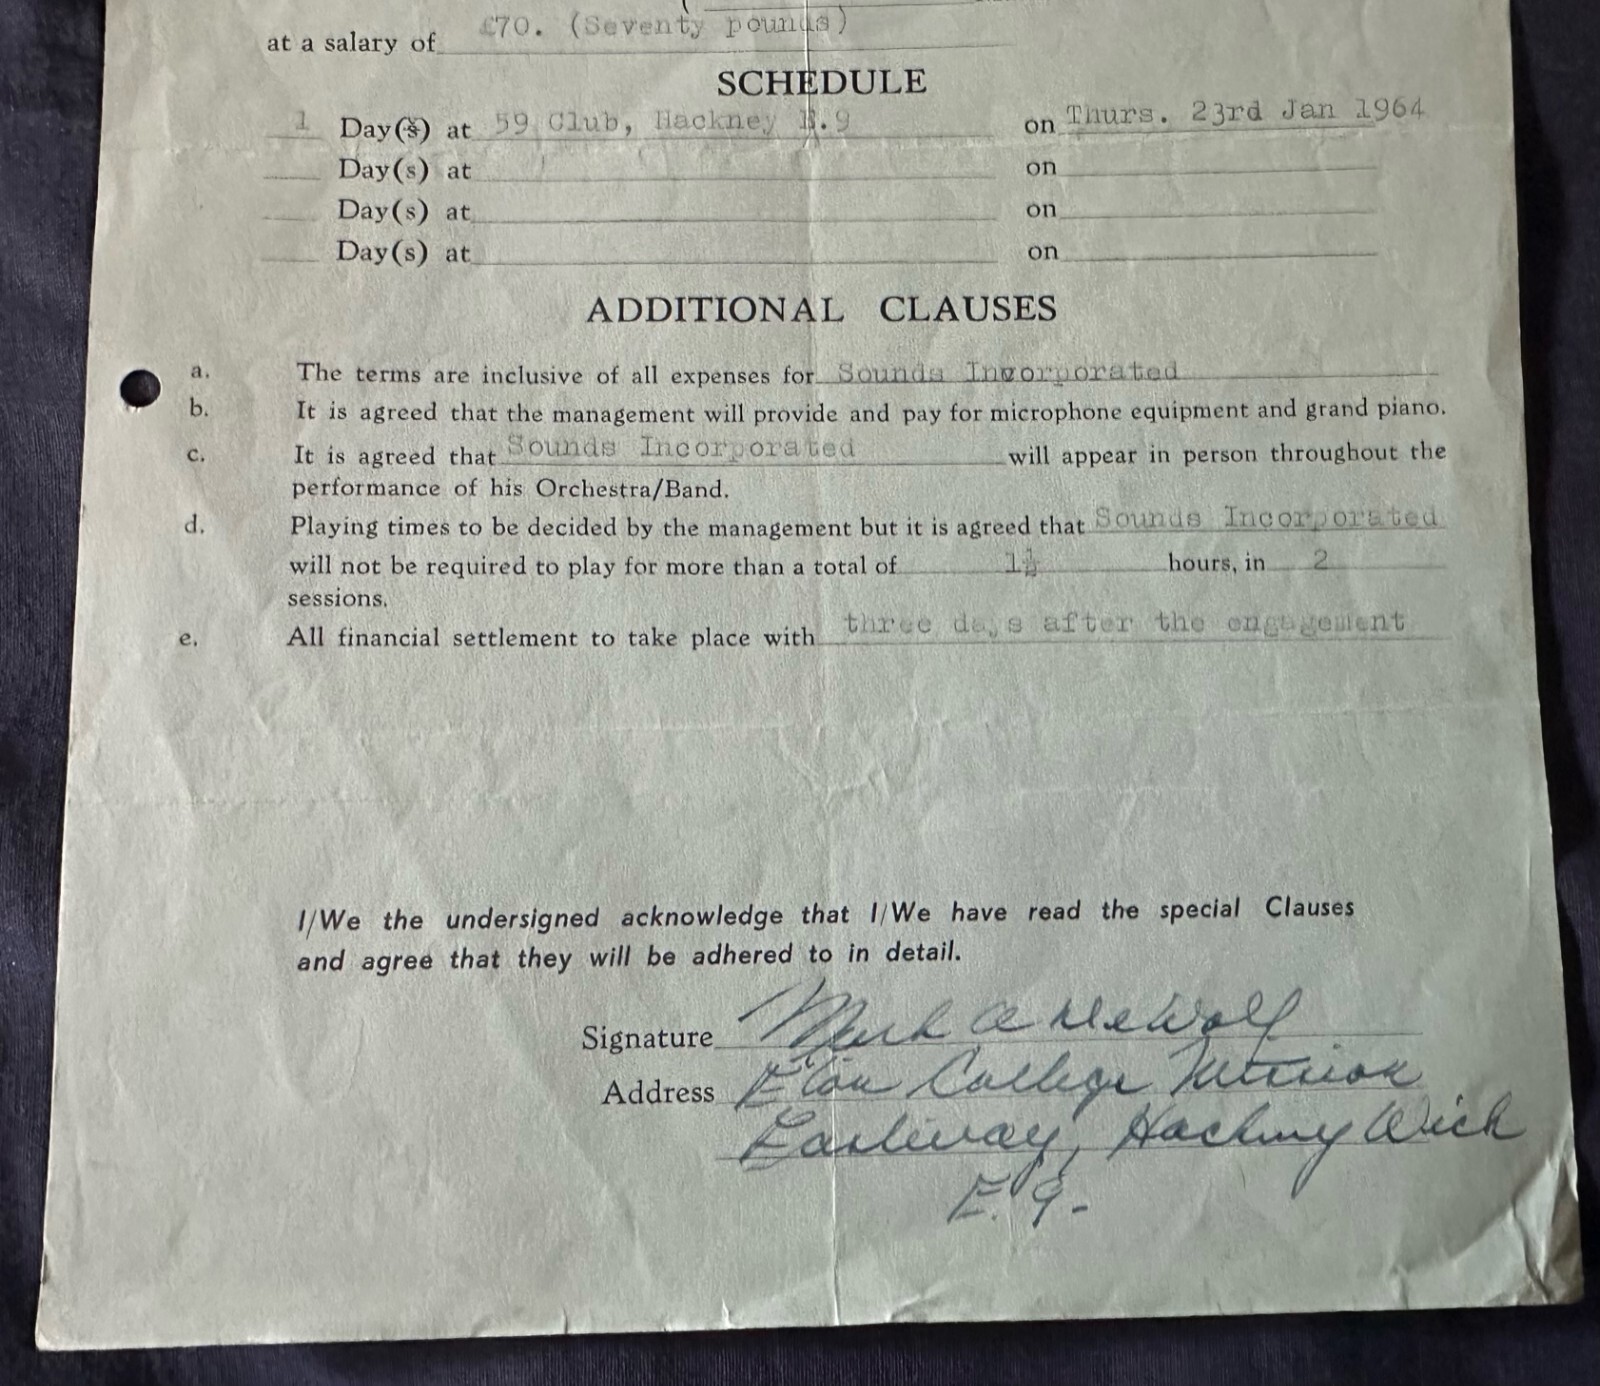 at a salary of £70. (Seventy pounds)
SCHEDULE
1 Day(s) at 59 Club, Hackney E.9 on Thurs. 23rd Jan 1964
Day(s) at on
Day(s) at on
Day(s) at on
ADDITIONAL CLAUSES
a. The terms are inclusive of all expenses for Sounds Incorporated
b. It is agreed that the management will provide and pay for microphone equipment and grand piano.
c. It is agreed that Sounds Incorporated will appear in person throughout the
performance of his Orchestra/Band.
d. Playing times to be decided by the management but it is agreed that Sounds Incorporated
will not be required to play for more than a total of 1½ hours, in 2
sessions.
e. All financial settlement to take place with three days after the engagement
I/We the undersigned acknowledge that I/We have read the special Clauses
and agree that they will be adhered to in detail.
Signature
Address Eton College Mission
Eastway, Hackney Wick
E.9-